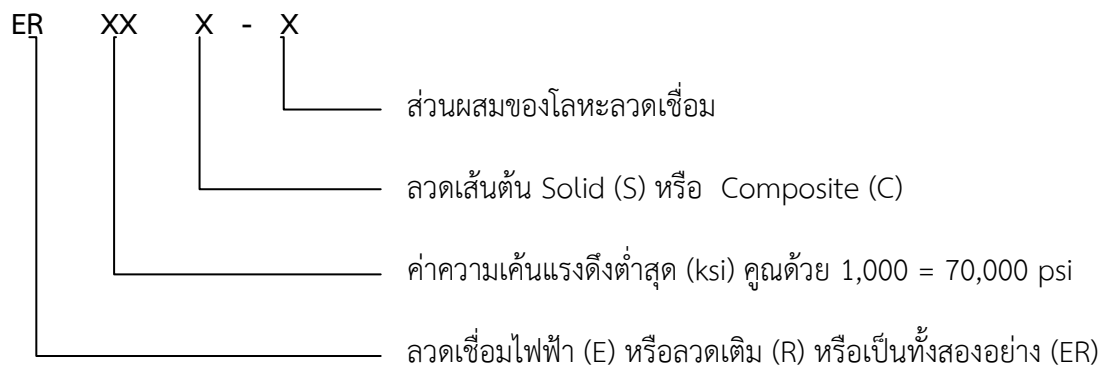 ER XX X - X
ส่วนผสมของโลหะลวดเชื่อม
ลวดเส้นต้น Solid (S) หรือ Composite (C)
ค่าความเค้นแรงดึงต่ำสุด (ksi) คูณด้วย 1,000 = 70,000 psi
ลวดเชื่อมไฟฟ้า (E) หรือลวดเติม (R) หรือเป็นทั้งสองอย่าง (ER)